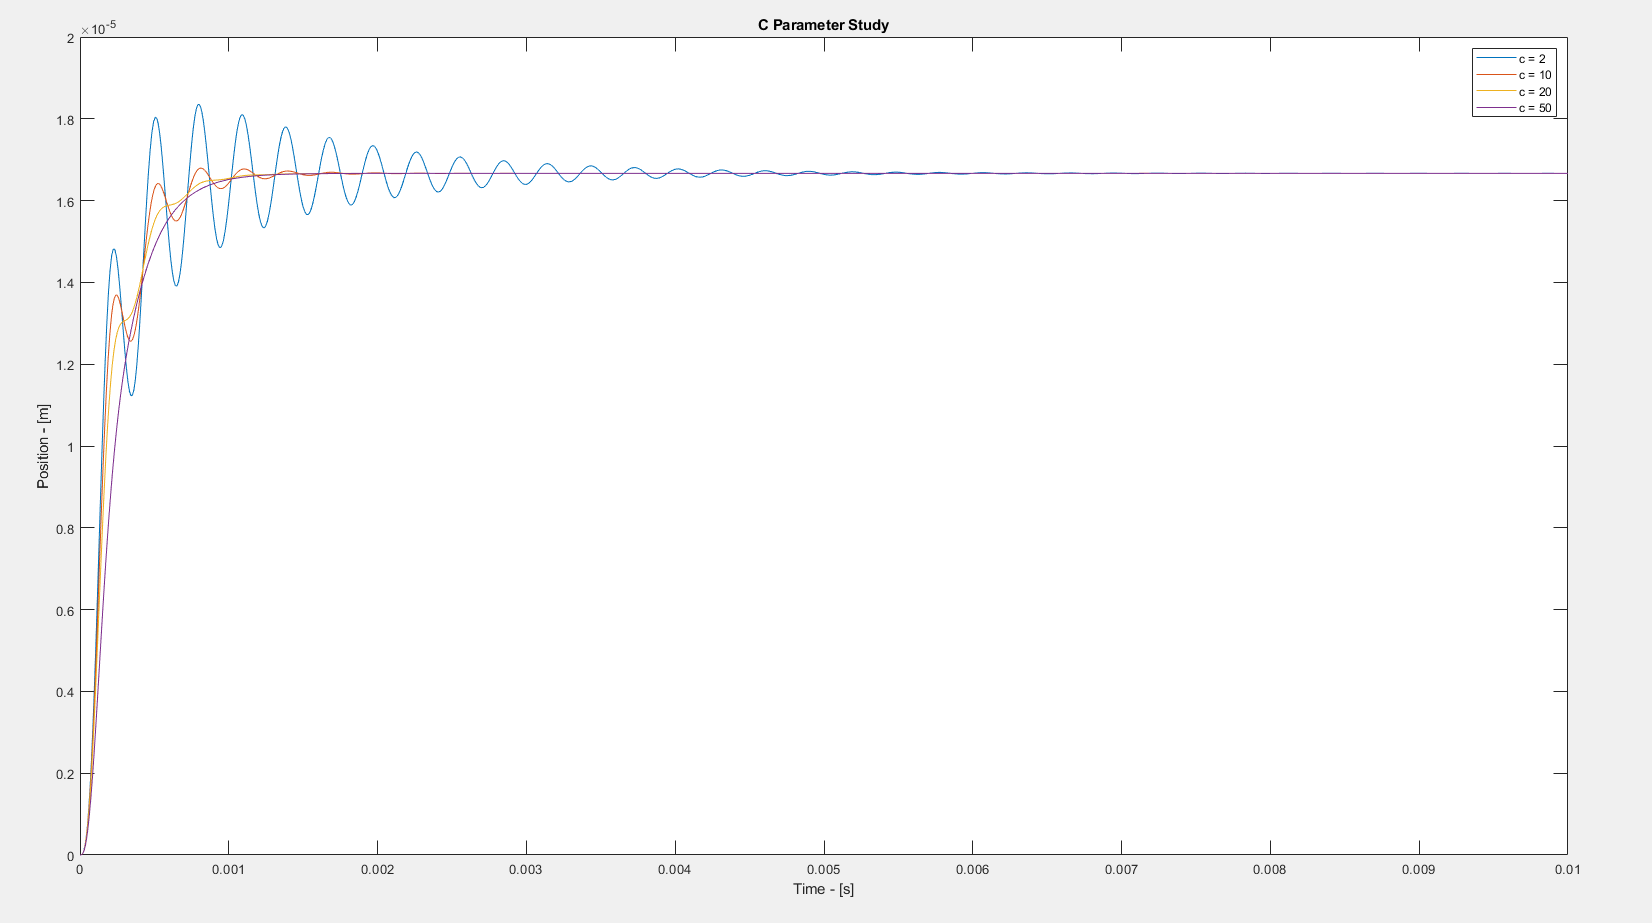 C Parameter Study
×10-5
2
1.8
1.6
1.4
1.2
1
0.8
0.6
0.4
0.2
0
Position - [m]
c = 2
c = 10
c = 20
c = 50
0 0.001 0.002 0.003 0.004 0.005 0.006 0.007 0.008 0.009 0.01
Time - [s]